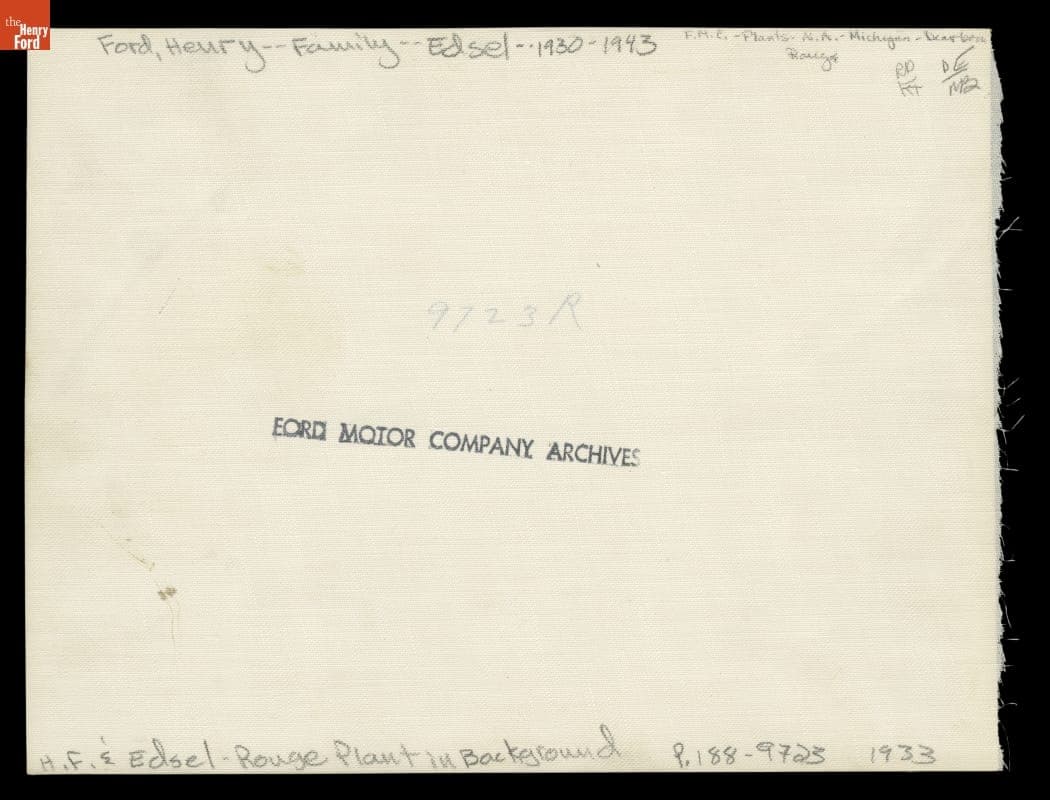 the
Henry
Ford
Ford, Henry -- Family -- Edsel -- 1930-1943
F.M.C. - Plants - N.A. - Michigan - Dearborn
Rouge
9723R
FORD MOTOR COMPANY ARCHIVES
H.F. & Edsel - Rouge Plant in Background P.188-9723 1933